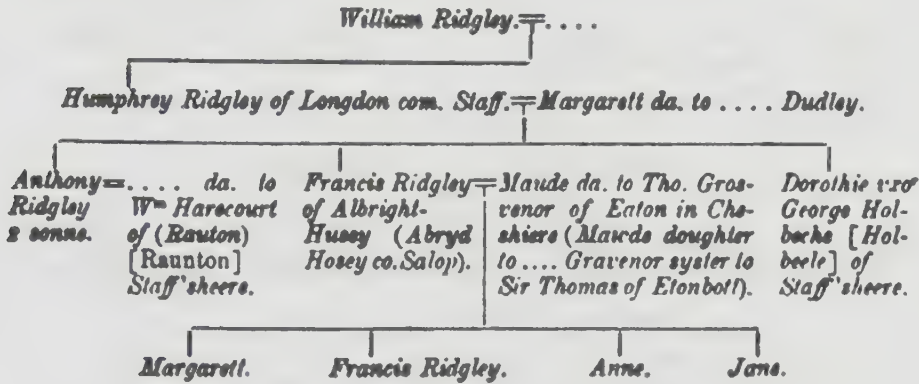 William Ridgley.=. . . .
Humphrey Ridgley of Longdon com. Staff.=Margarett da. to . . . . Dudley.
Anthony=. . . . da. to
Ridgley Wᵐ Harecourt
2 sonne. of (Rauton)
[Raunton]
Staff'sheere.
Francis Ridgley=
of Albright-
Husey (Abryd
Hosey co. Salop).
Maude da. to Tho. Gros-
venor of Eaton in Che-
shiere (Mawde doughter
to .... Gravenor syster to
Sir Thomas of Etonbott).
Dorothie vxor
George Hol-
beche [Hol-
beele] of
Staff'sheere.
Margarett. Francis Ridgley. Anne. Jane.